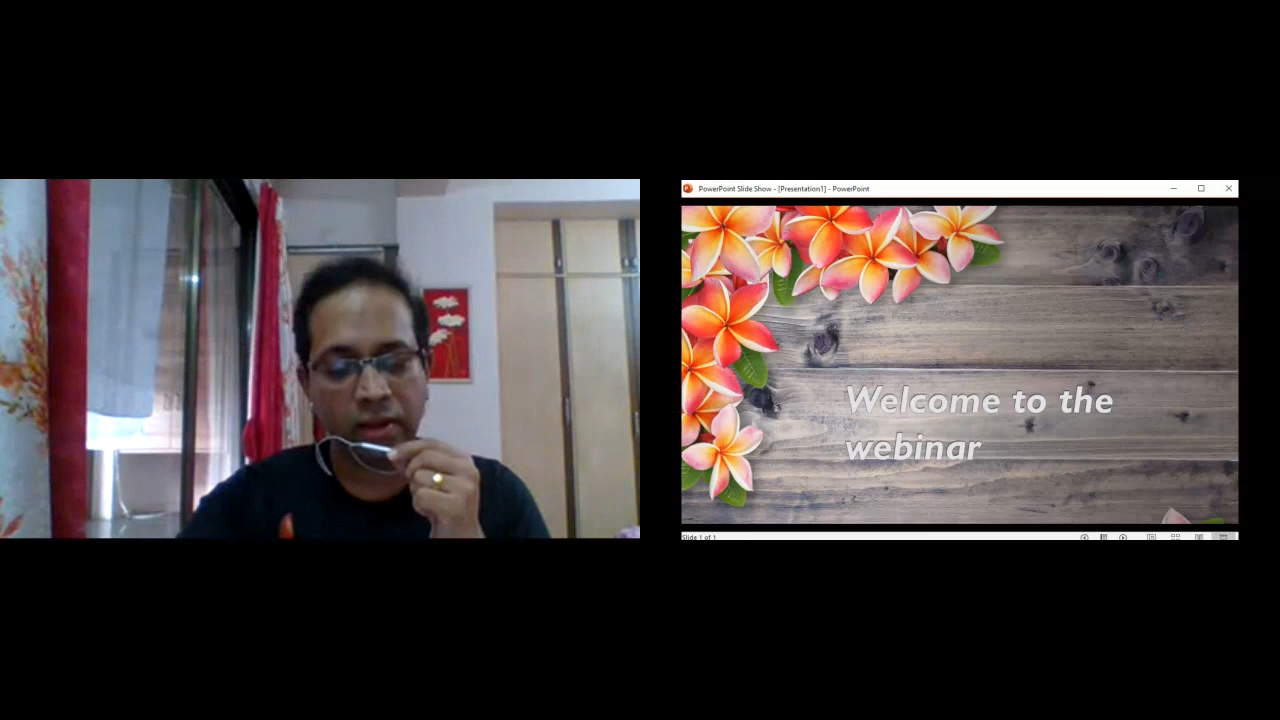 PowerPoint Slide Show - [Presentation1] - PowerPoint
Welcome to the
webinar
Slide 1 of 1